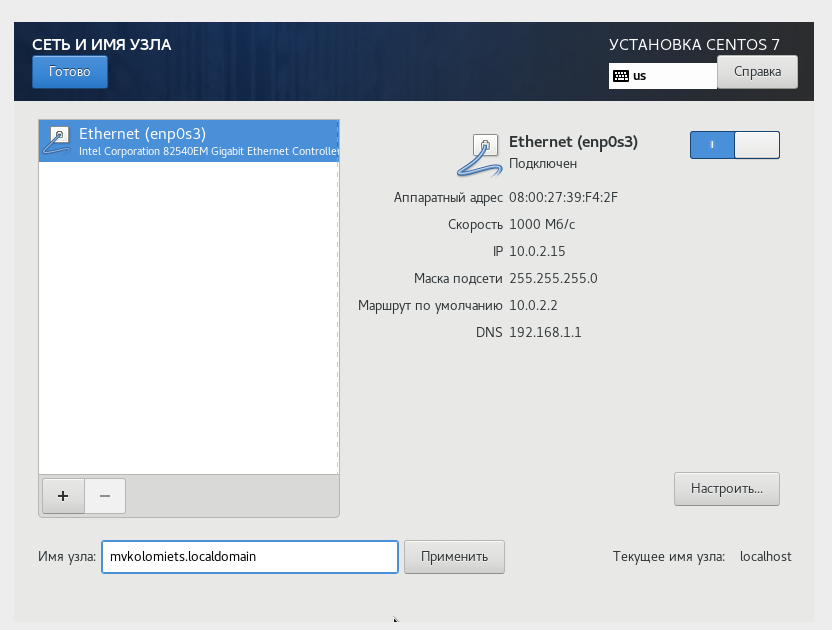 СЕТЬ И ИМЯ УЗЛА
УСТАНОВКА CENTOS 7
Готово
us
Справка
Ethernet (enp0s3)
Intel Corporation 82540EM Gigabit Ethernet Controller
Ethernet (enp0s3)
Подключен
Аппаратный адрес 08:00:27:39:F4:2F
Скорость 1000 Мб/с
IP 10.0.2.15
Маска подсети 255.255.255.0
Маршрут по умолчанию 10.0.2.2
DNS 192.168.1.1
+ −
Настроить...
Имя узла: mvkolomiets.localdomain Применить Текущее имя узла: localhost